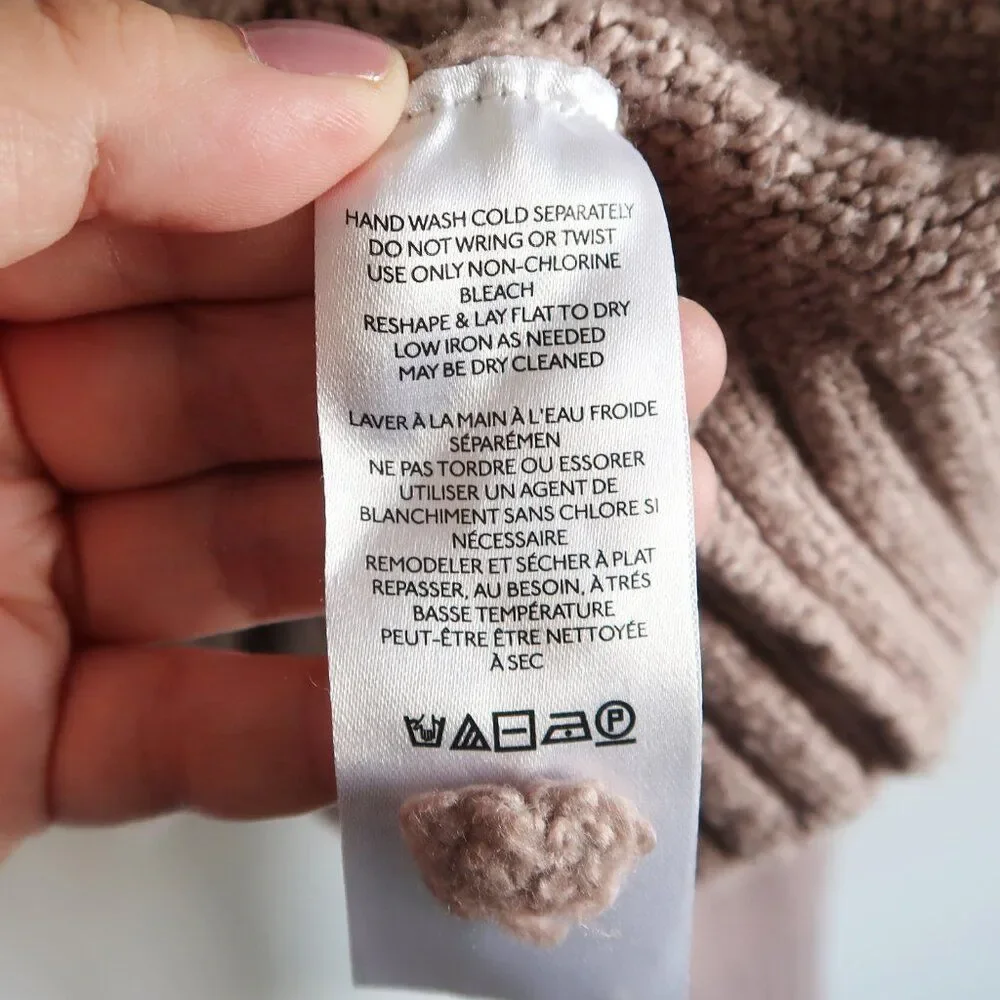 HAND WASH COLD SEPARATELY
DO NOT WRING OR TWIST
USE ONLY NON-CHLORINE
BLEACH
RESHAPE & LAY FLAT TO DRY
LOW IRON AS NEEDED
MAY BE DRY CLEANED
LAVER À LA MAIN À L'EAU FROIDE
SÉPARÉMEN
NE PAS TORDRE OU ESSORER
UTILISER UN AGENT DE
BLANCHIMENT SANS CHLORE SI
NÉCESSAIRE
REMODELER ET SÉCHER À PLAT
REPASSER, AU BESOIN, À TRÉS
BASSE TEMPÉRATURE
PEUT-ÊTRE ÊTRE NETTOYÉE
À SEC
P